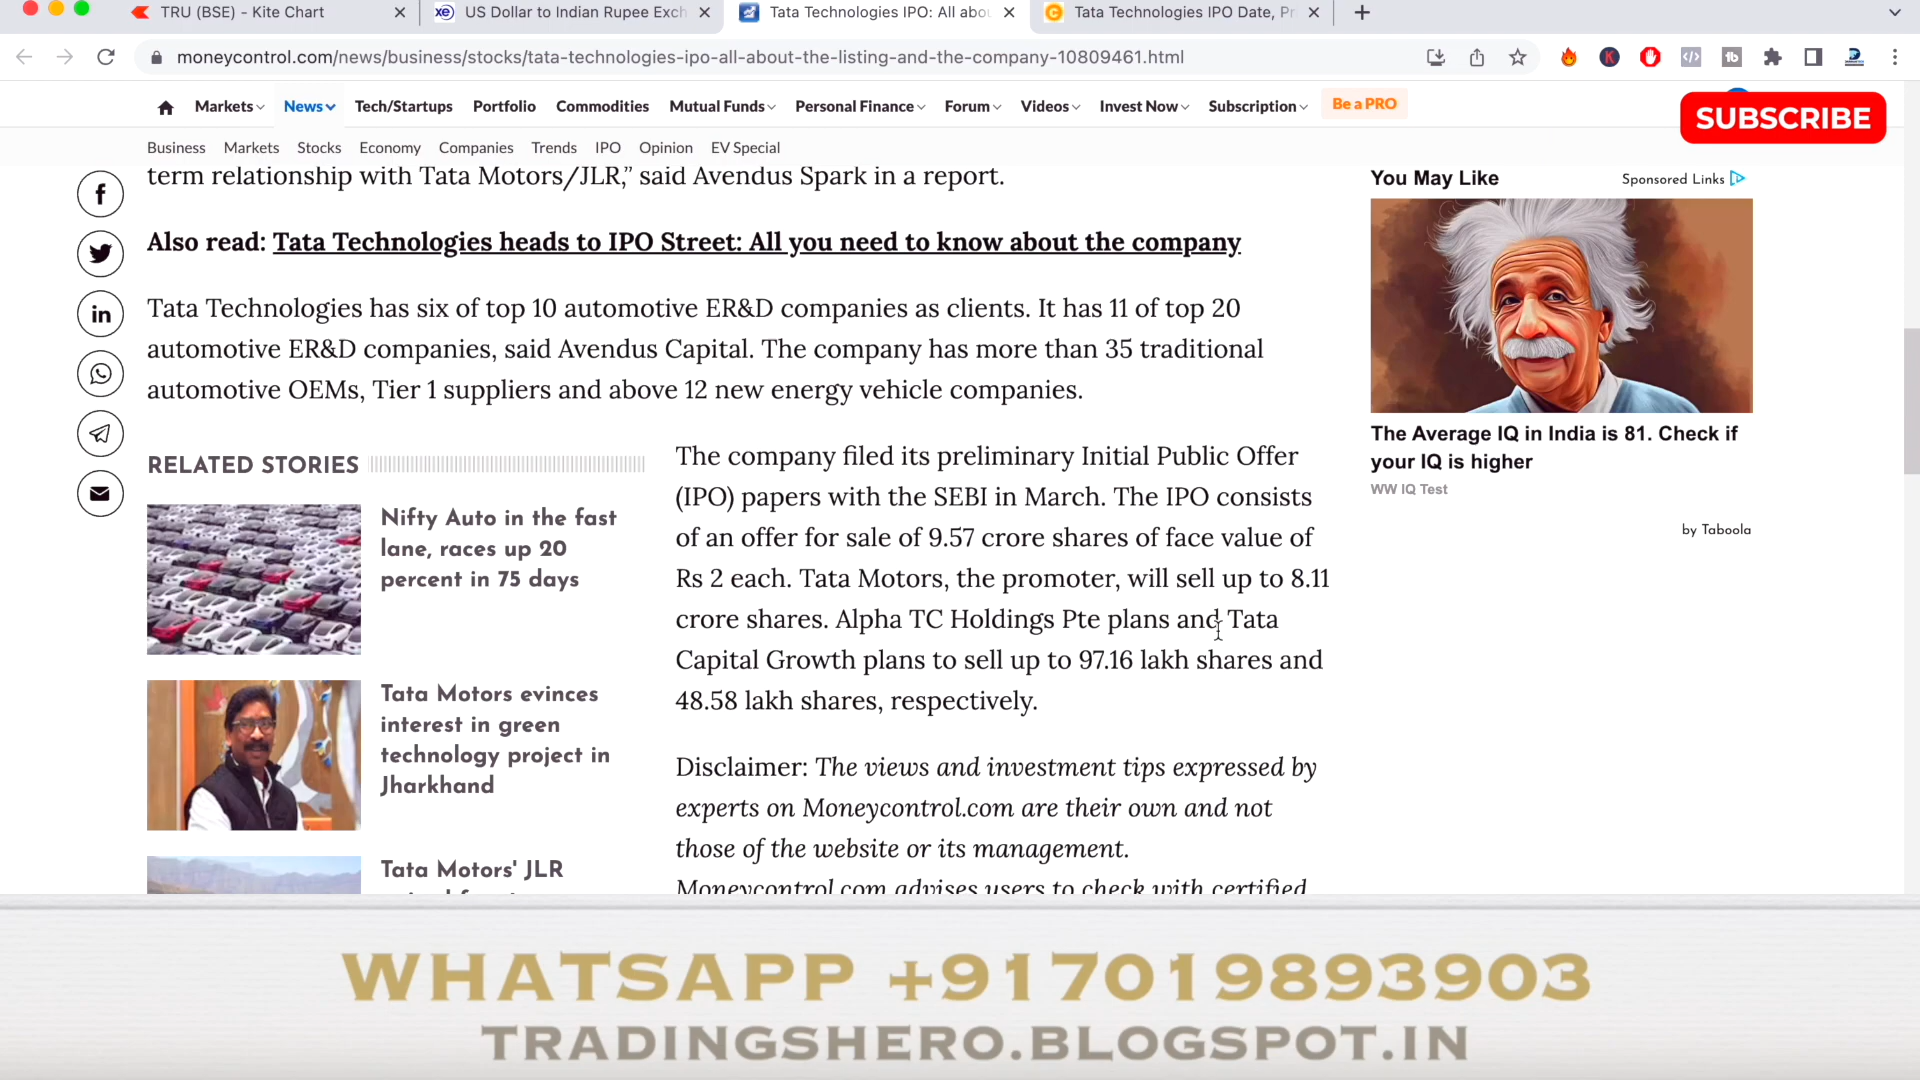 TRU (BSE) - Kite Chart
US Dollar to Indian Rupee Exch
Tata Technologies IPO: All abou
Tata Technologies IPO Date, Pr
moneycontrol.com/news/business/stocks/tata-technologies-ipo-all-about-the-listing-and-the-company-10809461.html
Markets News Tech/Startups Portfolio Commodities Mutual Funds Personal Finance Forum Videos Invest Now Subscription Be a PRO
SUBSCRIBE
Business Markets Stocks Economy Companies Trends IPO Opinion EV Special
term relationship with Tata Motors/JLR,” said Avendus Spark in a report.
Also read: Tata Technologies heads to IPO Street: All you need to know about the company
Tata Technologies has six of top 10 automotive ER&D companies as clients. It has 11 of top 20
automotive ER&D companies, said Avendus Capital. The company has more than 35 traditional
automotive OEMs, Tier 1 suppliers and above 12 new energy vehicle companies.
RELATED STORIES
Nifty Auto in the fast
lane, races up 20
percent in 75 days
Tata Motors evinces
interest in green
technology project in
Jharkhand
Tata Motors' JLR
The company filed its preliminary Initial Public Offer
(IPO) papers with the SEBI in March. The IPO consists
of an offer for sale of 9.57 crore shares of face value of
Rs 2 each. Tata Motors, the promoter, will sell up to 8.11
crore shares. Alpha TC Holdings Pte plans and Tata
Capital Growth plans to sell up to 97.16 lakh shares and
48.58 lakh shares, respectively.
Disclaimer: The views and investment tips expressed by
experts on Moneycontrol.com are their own and not
those of the website or its management.
Moneycontrol.com advises users to check with certified
You May Like
Sponsored Links
The Average IQ in India is 81. Check if
your IQ is higher
WW IQ Test
by Taboola
WHATSAPP +917019893903
TRADINGSHERO.BLOGSPOT.IN